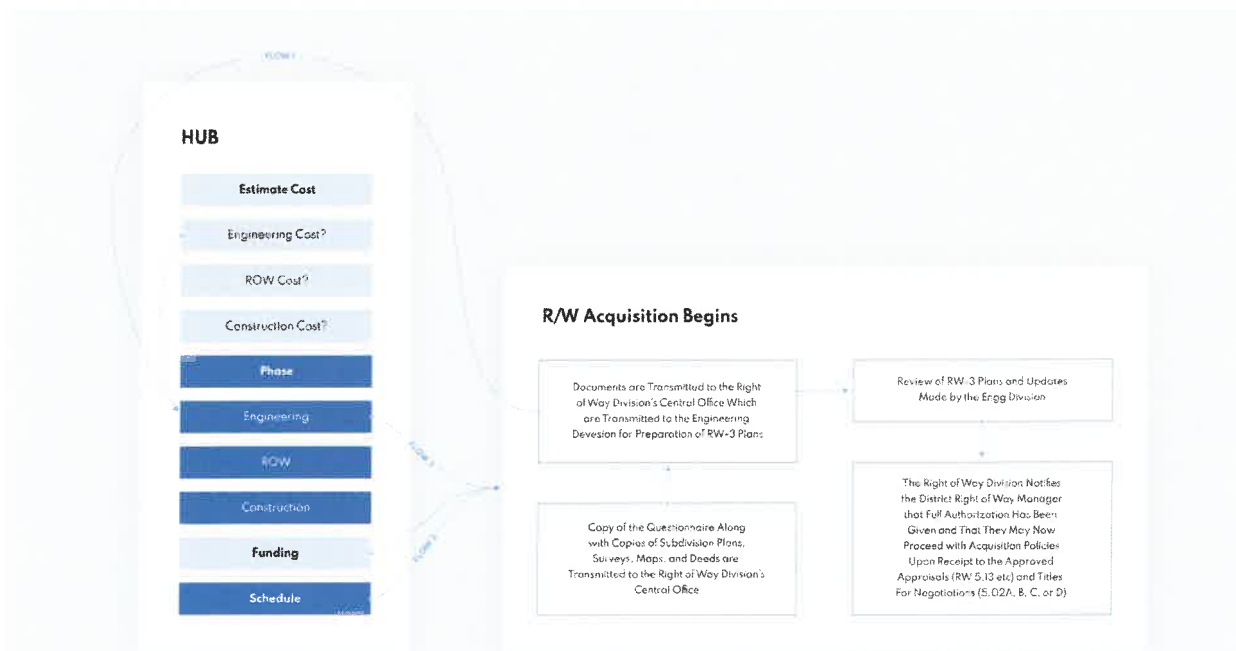 HUB
Estimate Cost
Engineering Cost?
ROW Cost?
Construction Cost?
Phase
Engineering
ROW
Construction
Funding
Schedule
R/W Acquisition Begins
Documents are Transmitted to the Right
of Way Division's Central Office Which
are Transmitted to the Engineering
Devesion for Preparation of RW-3 Plans
Review of RW-3 Plans and Updates
Made by the Engg Division
Copy of the Questionnaire Along
with Copies of Subdivision Plans,
Surveys, Maps, and Deeds are
Transmitted to the Right of Way Division's
Central Office
The Right of Way Division Notifies
the District Right of Way Manager
that Full Authorization Has Been
Given and That They May Now
Proceed with Acquisition Policies
Upon Receipt to the Approved
Appraisals (RW 5.13 etc) and Titles
For Negotiations (5.02A, B, C, or D)
FLOW
FLOW
FLOW